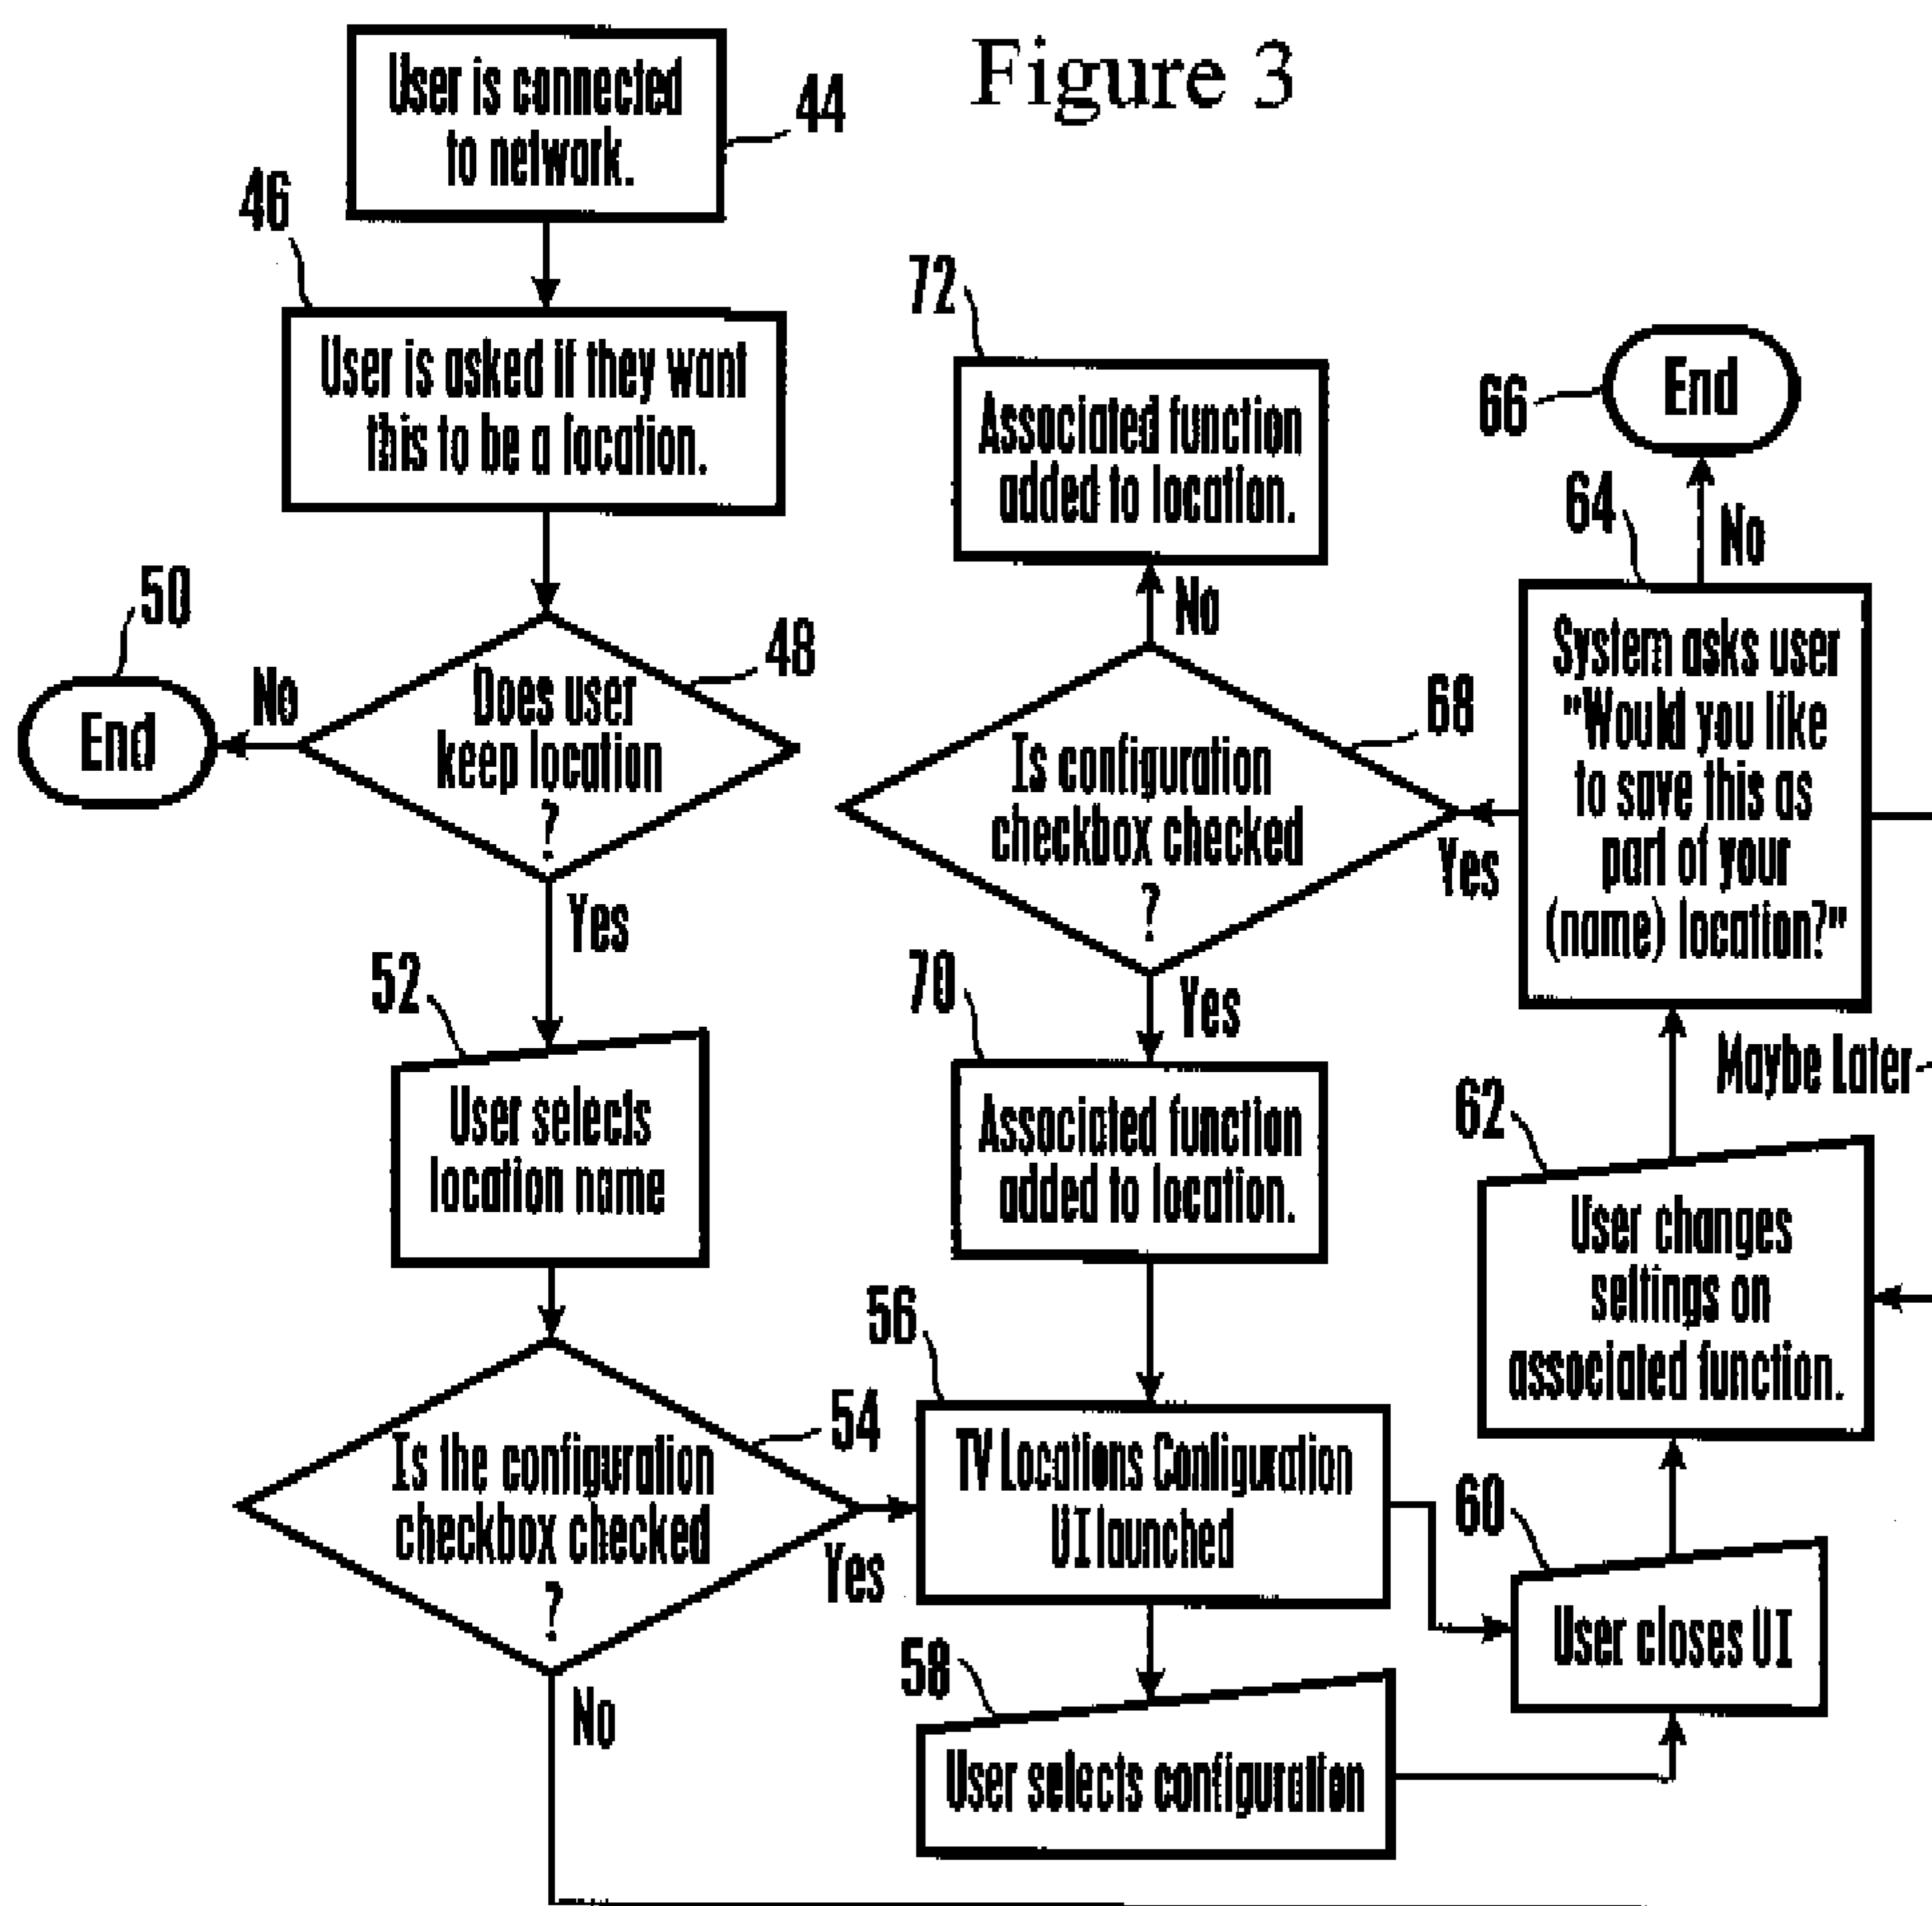 Figure 3
User is connected
to network.
44
46
User is asked if they want
this to be a location.
50
End
No
48
Does user
keep location
?
Yes
52
User selects
location name
54
Is the configuration
checkbox checked
?
Yes
No
72
Associated function
added to location.
No
68
Is configuration
checkbox checked
?
Yes
70
Associated function
added to location.
56
TV Locations Configuration
UI launched
58
User selects configuration
66
End
64
No
System asks user
"Would you like
to save this as
part of your
(name) location?"
Yes
Maybe Later
62
User changes
settings on
associated function.
60
User closes UI